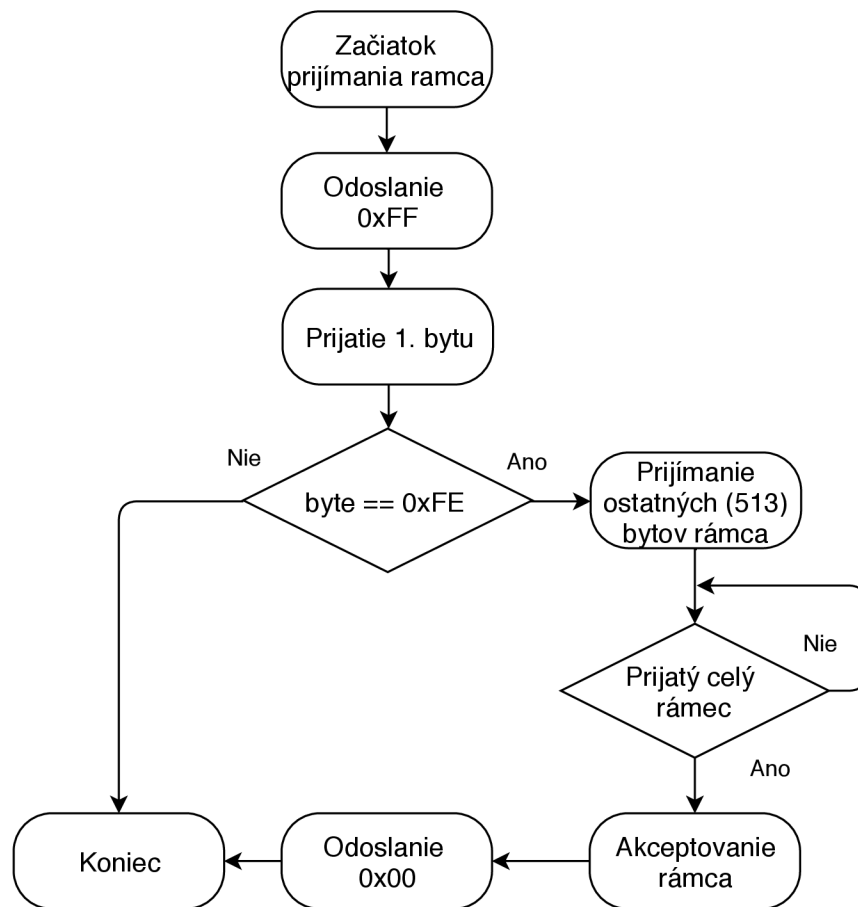 Začiatok
prijímania ramca
Odoslanie
0xFF
Prijatie 1. bytu
Nie
Ano
byte == 0xFE
Prijímanie
ostatných (513)
bytov rámca
Nie
Prijatý celý
rámec
Ano
Koniec
Odoslanie
0x00
Akceptovanie
rámca